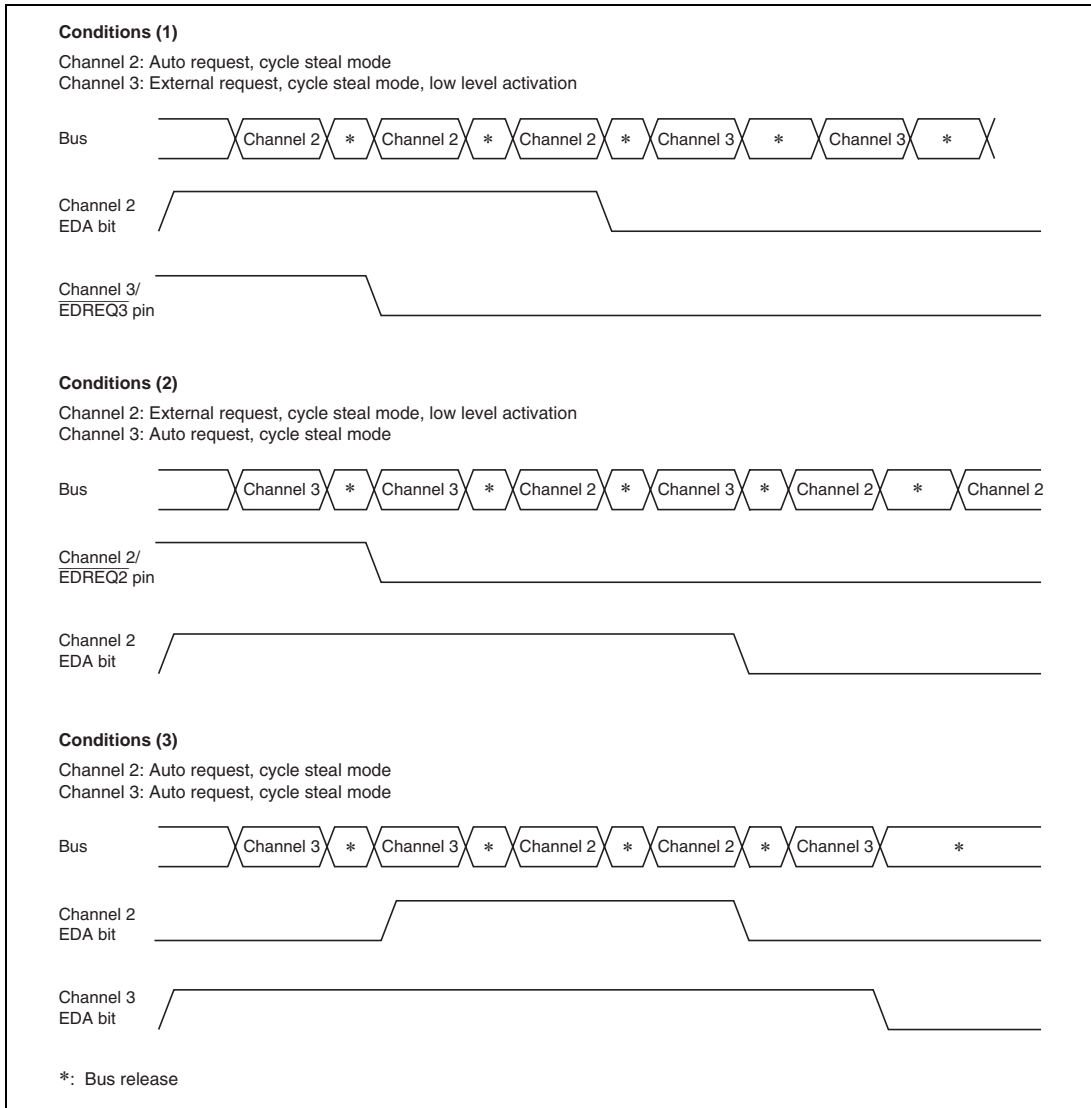 Conditions (1)
Channel 2: Auto request, cycle steal mode
Channel 3: External request, cycle steal mode, low level activation
Bus
Channel 2 * Channel 2 * Channel 2 * Channel 3 * Channel 3 *
Channel 2
EDA bit
Channel 3/
EDREQ3 pin
Conditions (2)
Channel 2: External request, cycle steal mode, low level activation
Channel 3: Auto request, cycle steal mode
Bus
Channel 3 * Channel 3 * Channel 2 * Channel 3 * Channel 2 * Channel 2
Channel 2/
EDREQ2 pin
Channel 2
EDA bit
Conditions (3)
Channel 2: Auto request, cycle steal mode
Channel 3: Auto request, cycle steal mode
Bus
Channel 3 * Channel 3 * Channel 2 * Channel 2 * Channel 3 *
Channel 2
EDA bit
Channel 3
EDA bit
*: Bus release